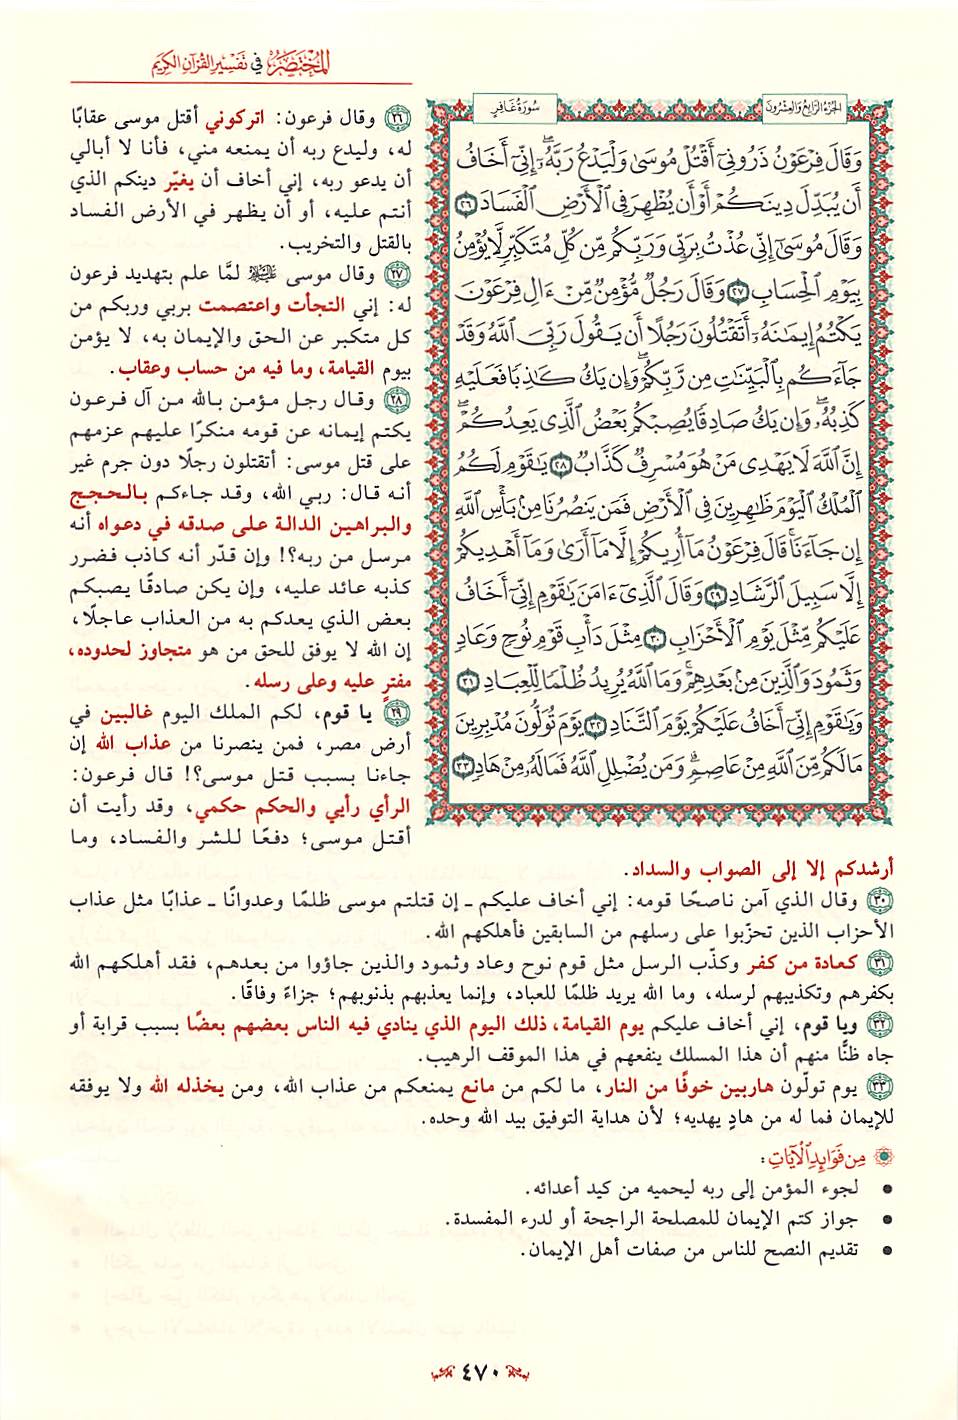 المختصر في تفسير القرآن الكريم
الجزء الرابع والعشرون
سورة غافر
وَقَالَ فِرْعَوْنُ ذَرُونِيٓ أَقْتُلْ مُوسَىٰ وَلْيَدْعُ رَبَّهُۥٓۖ إِنِّيٓ أَخَافُ
أَن يُبَدِّلَ دِينَكُمْ أَوْ أَن يُظْهِرَ فِي ٱلْأَرْضِ ٱلْفَسَادَ ٢٦
وَقَالَ مُوسَىٰٓ إِنِّي عُذْتُ بِرَبِّي وَرَبِّكُم مِّن كُلِّ مُتَكَبِّرٍ لَّا يُؤْمِنُ
بِيَوْمِ ٱلْحِسَابِ ٢٧ وَقَالَ رَجُلٌ مُّؤْمِنٌ مِّنْ ءَالِ فِرْعَوْنَ
يَكْتُمُ إِيمَٰنَهُۥٓ أَتَقْتُلُونَ رَجُلًا أَن يَقُولَ رَبِّيَ ٱللَّهُ وَقَدْ
جَآءَكُم بِٱلْبَيِّنَٰتِ مِن رَّبِّكُمْۖ وَإِن يَكُ كَٰذِبًا فَعَلَيْهِ
كَذِبُهُۥۖ وَإِن يَكُ صَادِقًا يُصِبْكُم بَعْضُ ٱلَّذِي يَعِدُكُمْۖ
إِنَّ ٱللَّهَ لَا يَهْدِي مَنْ هُوَ مُسْرِفٌ كَذَّابٌ ٢٨ يَٰقَوْمِ لَكُمُ
ٱلْمُلْكُ ٱلْيَوْمَ ظَٰهِرِينَ فِي ٱلْأَرْضِ فَمَن يَنصُرُنَا مِنۢ بَأْسِ ٱللَّهِ
إِن جَآءَنَاۚ قَالَ فِرْعَوْنُ مَآ أُرِيكُمْ إِلَّا مَآ أَرَىٰ وَمَآ أَهْدِيكُمْ
إِلَّا سَبِيلَ ٱلرَّشَادِ ٢٩ وَقَالَ ٱلَّذِيٓ ءَامَنَ يَٰقَوْمِ إِنِّيٓ أَخَافُ
عَلَيْكُم مِّثْلَ يَوْمِ ٱلْأَحْزَابِ ٣٠ مِثْلَ دَأْبِ قَوْمِ نُوحٍ وَعَادٍ
وَثَمُودَ وَٱلَّذِينَ مِنۢ بَعْدِهِمْۚ وَمَا ٱللَّهُ يُرِيدُ ظُلْمًا لِّلْعِبَادِ ٣١
وَيَٰقَوْمِ إِنِّيٓ أَخَافُ عَلَيْكُمْ يَوْمَ ٱلتَّنَادِ ٣٢ يَوْمَ تُوَلُّونَ مُدْبِرِينَ
مَا لَكُم مِّنَ ٱللَّهِ مِنْ عَاصِمٍۗ وَمَن يُضْلِلِ ٱللَّهُ فَمَا لَهُۥ مِنْ هَادٍ ٣٣
٢٦ وقال فرعون: اتركوني أقتل موسى عقابًا
له، وليدع ربه أن يمنعه مني، فأنا لا أبالي
أن يدعو ربه، إني أخاف أن يغيّر دينكم الذي
أنتم عليه، أو أن يظهر في الأرض الفساد
بالقتل والتخريب.
٢٧ وقال موسى ﷺ لمَّا علم بتهديد فرعون
له: إني التجأت واعتصمت بربي وربكم من
كل متكبر عن الحق والإيمان به، لا يؤمن
بيوم القيامة، وما فيه من حساب وعقاب.
٢٨ وقال رجل مؤمن بالله من آل فرعون
يكتم إيمانه عن قومه منكرًا عليهم عزمهم
على قتل موسى: أتقتلون رجلًا دون جرم غير
أنه قال: ربي الله، وقد جاءكم بالحجج
والبراهين الدالة على صدقه في دعواه أنه
مرسل من ربه؟! وإن قدّر أنه كاذب فضرر
كذبه عائد عليه، وإن يكن صادقًا يصبكم
بعض الذي يعدكم به من العذاب عاجلًا،
إن الله لا يوفق للحق من هو متجاوز لحدوده،
مفترٍ عليه وعلى رسله.
٢٩ يا قوم، لكم الملك اليوم غالبين في
أرض مصر، فمن ينصرنا من عذاب الله إن
جاءنا بسبب قتل موسى؟! قال فرعون:
الرأي رأيي والحكم حكمي، وقد رأيت أن
أقتل موسى؛ دفعًا للشر والفساد، وما
أرشدكم إلا إلى الصواب والسداد.
٣٠ وقال الذي آمن ناصحًا قومه: إني أخاف عليكم ـ إن قتلتم موسى ظلمًا وعدوانًا ـ عذابًا مثل عذاب
الأحزاب الذين تحزّبوا على رسلهم من السابقين فأهلكهم الله.
٣١ كعادة من كفر وكذّب الرسل مثل قوم نوح وعاد وثمود والذين جاؤوا من بعدهم، فقد أهلكهم الله
بكفرهم وتكذيبهم لرسله، وما الله يريد ظلمًا للعباد، وإنما يعذبهم بذنوبهم؛ جزاءً وفاقًا.
٣٢ ويا قوم، إني أخاف عليكم يوم القيامة، ذلك اليوم الذي ينادي فيه الناس بعضهم بعضًا بسبب قرابة أو
جاه ظنًّا منهم أن هذا المسلك ينفعهم في هذا الموقف الرهيب.
٣٣ يوم تولّون هاربين خوفًا من النار، ما لكم من مانع يمنعكم من عذاب الله، ومن يخذله الله ولا يوفقه
للإيمان فما له من هادٍ يهديه؛ لأن هداية التوفيق بيد الله وحده.
من فوائد الآيات:
• لجوء المؤمن إلى ربه ليحميه من كيد أعدائه.
• جواز كتم الإيمان للمصلحة الراجحة أو لدرء المفسدة.
• تقديم النصح للناس من صفات أهل الإيمان.
٤٧٠